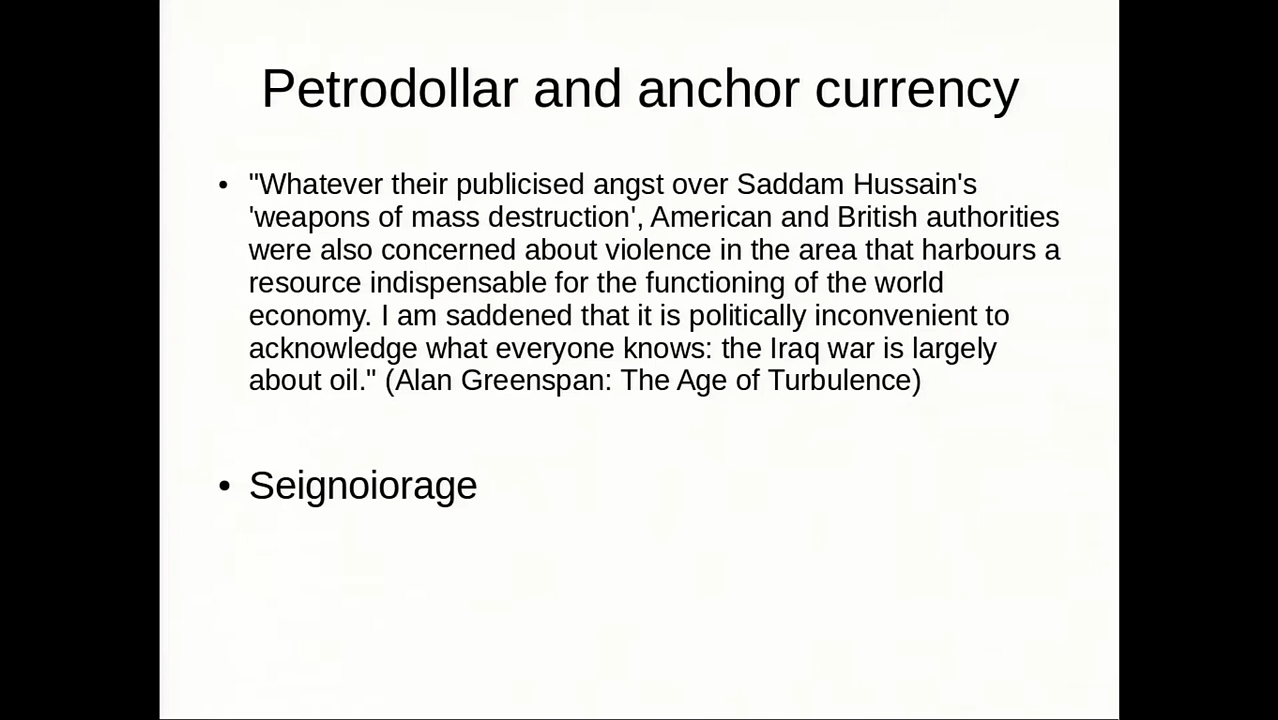 Petrodollar and anchor currency
• "Whatever their publicised angst over Saddam Hussain's
'weapons of mass destruction', American and British authorities
were also concerned about violence in the area that harbours a
resource indispensable for the functioning of the world
economy. I am saddened that it is politically inconvenient to
acknowledge what everyone knows: the Iraq war is largely
about oil." (Alan Greenspan: The Age of Turbulence)
• Seignoiorage